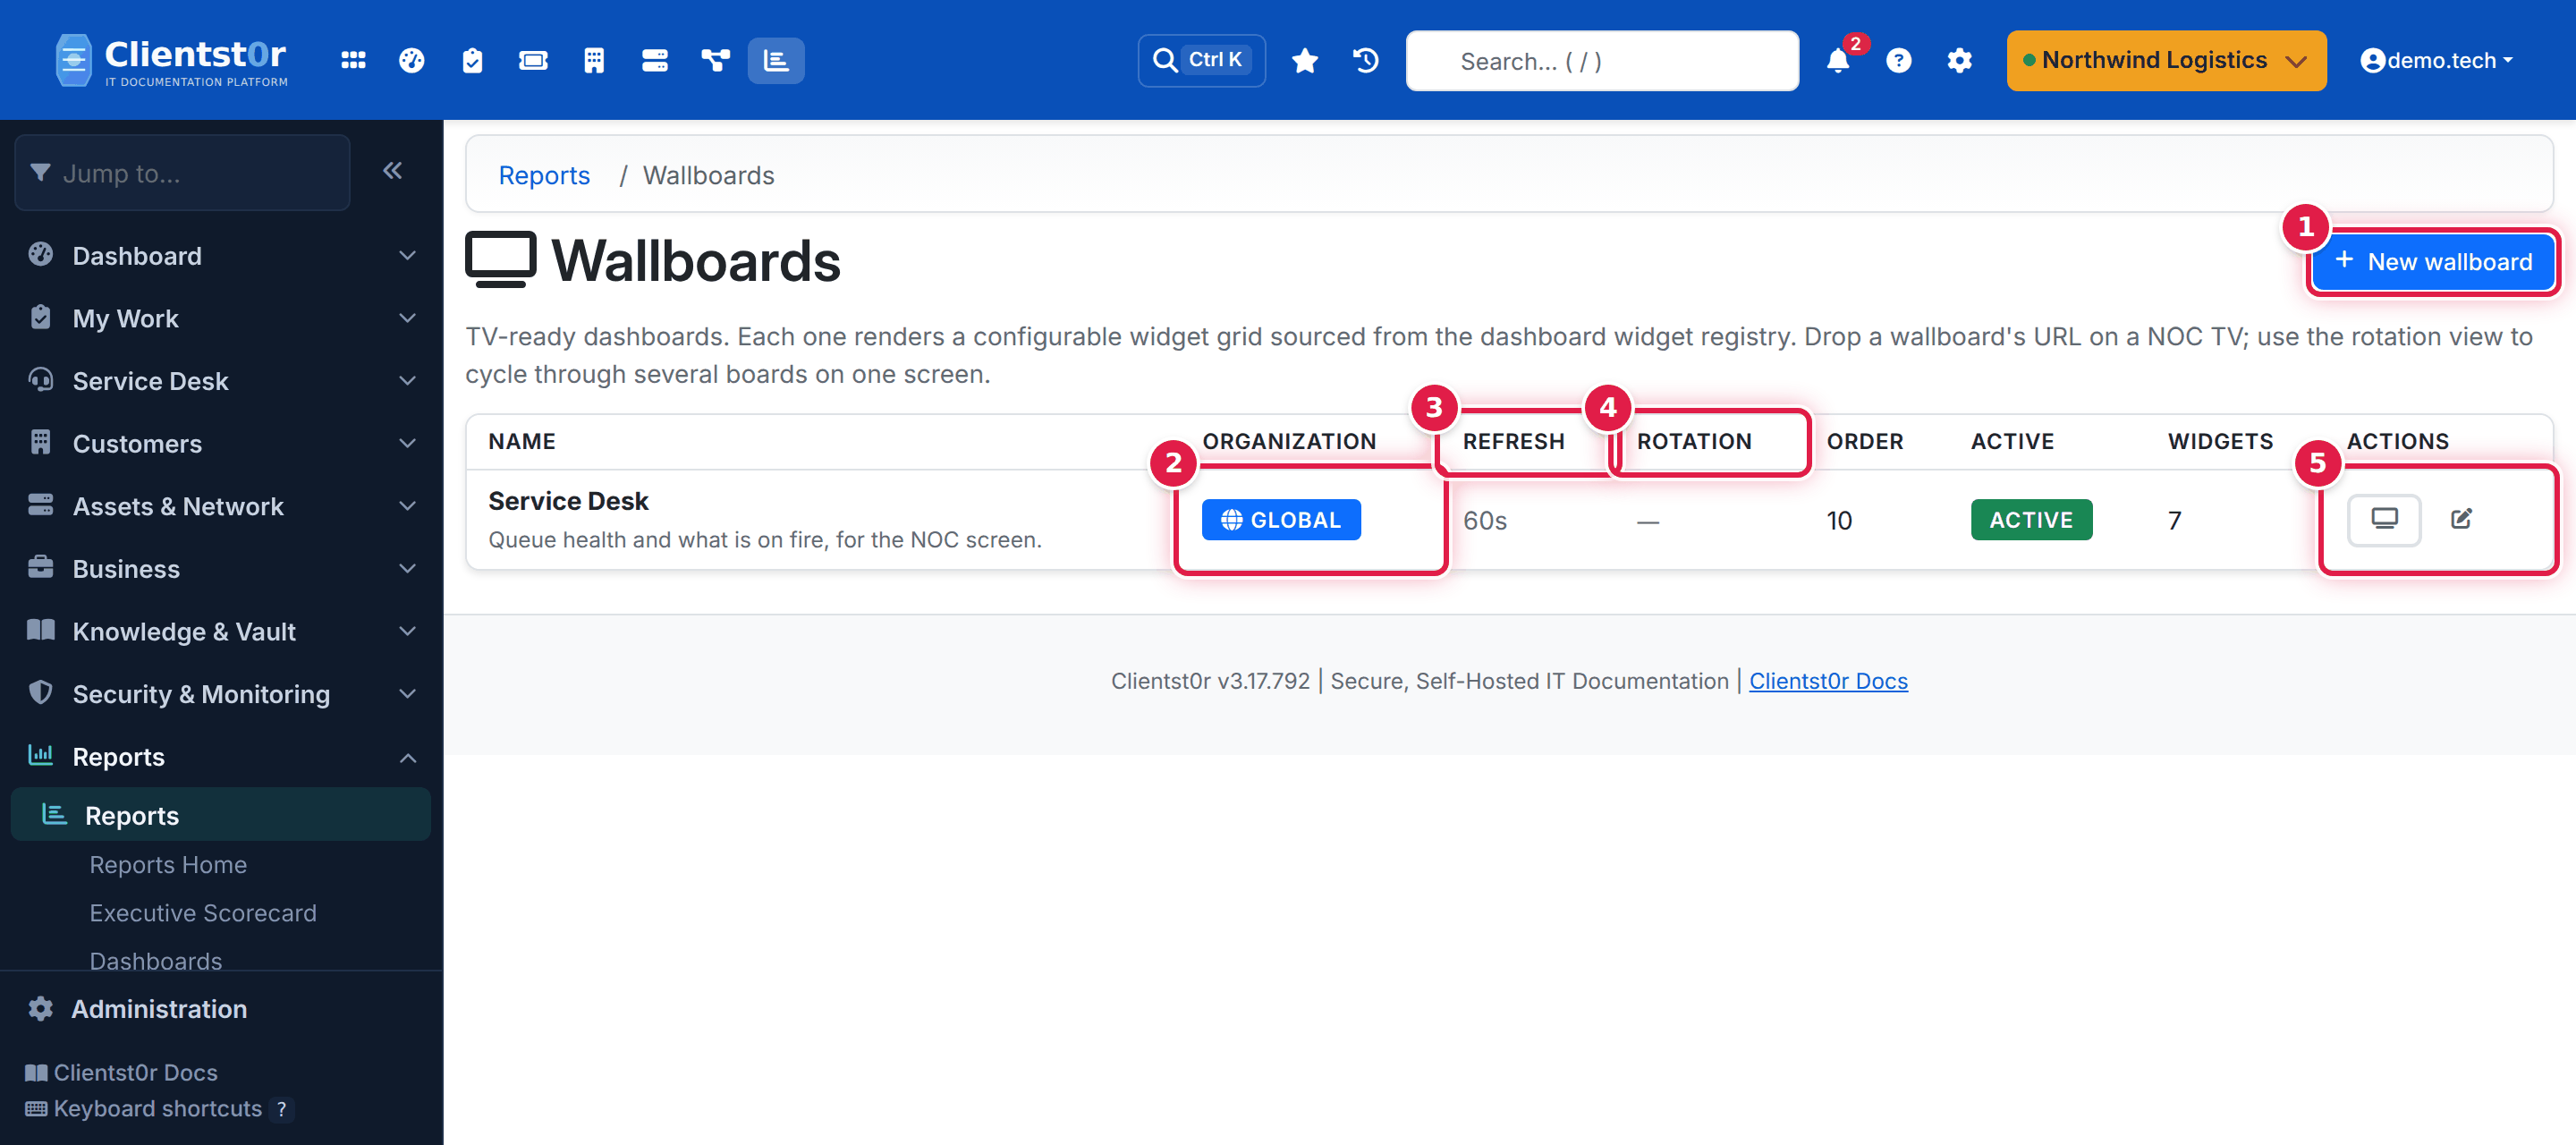 Clientst0r
IT DOCUMENTATION PLATFORM
Ctrl K
Search... ( / )
2
?
Northwind Logistics
demo.tech
Jump to...
Dashboard
My Work
Service Desk
Customers
Assets & Network
Business
Knowledge & Vault
Security & Monitoring
Reports
Reports
Reports Home
Executive Scorecard
Dashboards
Administration
Clientst0r Docs
Keyboard shortcuts ?
Reports / Wallboards
Wallboards
1
+ New wallboard
TV-ready dashboards. Each one renders a configurable widget grid sourced from the dashboard widget registry. Drop a wallboard's URL on a NOC TV; use the rotation view to
cycle through several boards on one screen.
3
4
NAME ORGANIZATION REFRESH ROTATION ORDER ACTIVE WIDGETS ACTIONS
2
5
Service Desk
Queue health and what is on fire, for the NOC screen.
GLOBAL 60s — 10 ACTIVE 7
Clientst0r v3.17.792 | Secure, Self-Hosted IT Documentation | Clientst0r Docs